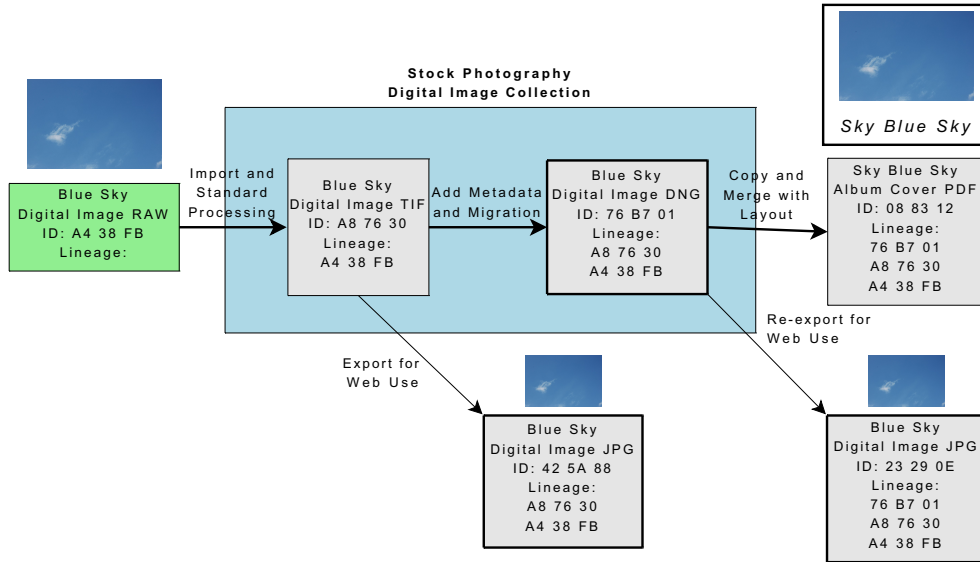 Stock Photography
Digital Image Collection
Sky Blue Sky
Blue Sky
Digital Image RAW
ID: A4 38 FB
Lineage:
Import and
Standard
Processing
Blue Sky
Digital Image TIF
ID: A8 76 30
Lineage:
A4 38 FB
Add Metadata
and Migration
Blue Sky
Digital Image DNG
ID: 76 B7 01
Lineage:
A8 76 30
A4 38 FB
Copy and
Merge with
Layout
Sky Blue Sky
Album Cover PDF
ID: 08 83 12
Lineage:
76 B7 01
A8 76 30
A4 38 FB
Export for
Web Use
Blue Sky
Digital Image JPG
ID: 42 5A 88
Lineage:
A8 76 30
A4 38 FB
Re-export for
Web Use
Blue Sky
Digital Image JPG
ID: 23 29 0E
Lineage:
76 B7 01
A8 76 30
A4 38 FB